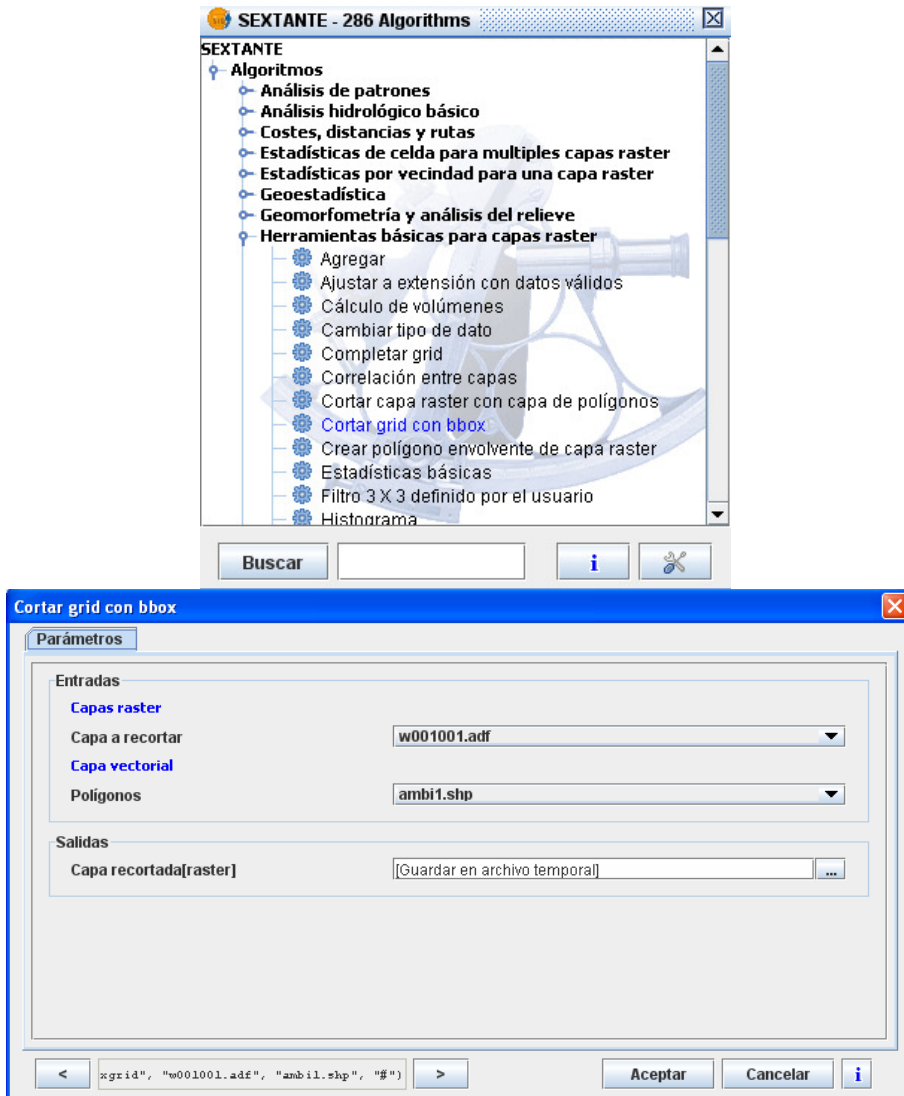 SEXTANTE - 286 Algorithms
SEXTANTE
Algoritmos
Análisis de patrones
Análisis hidrológico básico
Costes, distancias y rutas
Estadísticas de celda para multiples capas raster
Estadísticas por vecindad para una capa raster
Geoestadística
Geomorfometría y análisis del relieve
Herramientas básicas para capas raster
Agregar
Ajustar a extensión con datos válidos
Cálculo de volúmenes
Cambiar tipo de dato
Completar grid
Correlación entre capas
Cortar capa raster con capa de polígonos
Cortar grid con bbox
Crear polígono envolvente de capa raster
Estadísticas básicas
Filtro 3 X 3 definido por el usuario
Histograma
Buscar i
Cortar grid con bbox
Parámetros
Entradas
Capas raster
Capa a recortar w001001.adf
Capa vectorial
Polígonos ambi1.shp
Salidas
Capa recortada[raster] [Guardar en archivo temporal] ...
< xgrid", "w001001.adf", "ambi1.shp", "#") > Aceptar Cancelar i